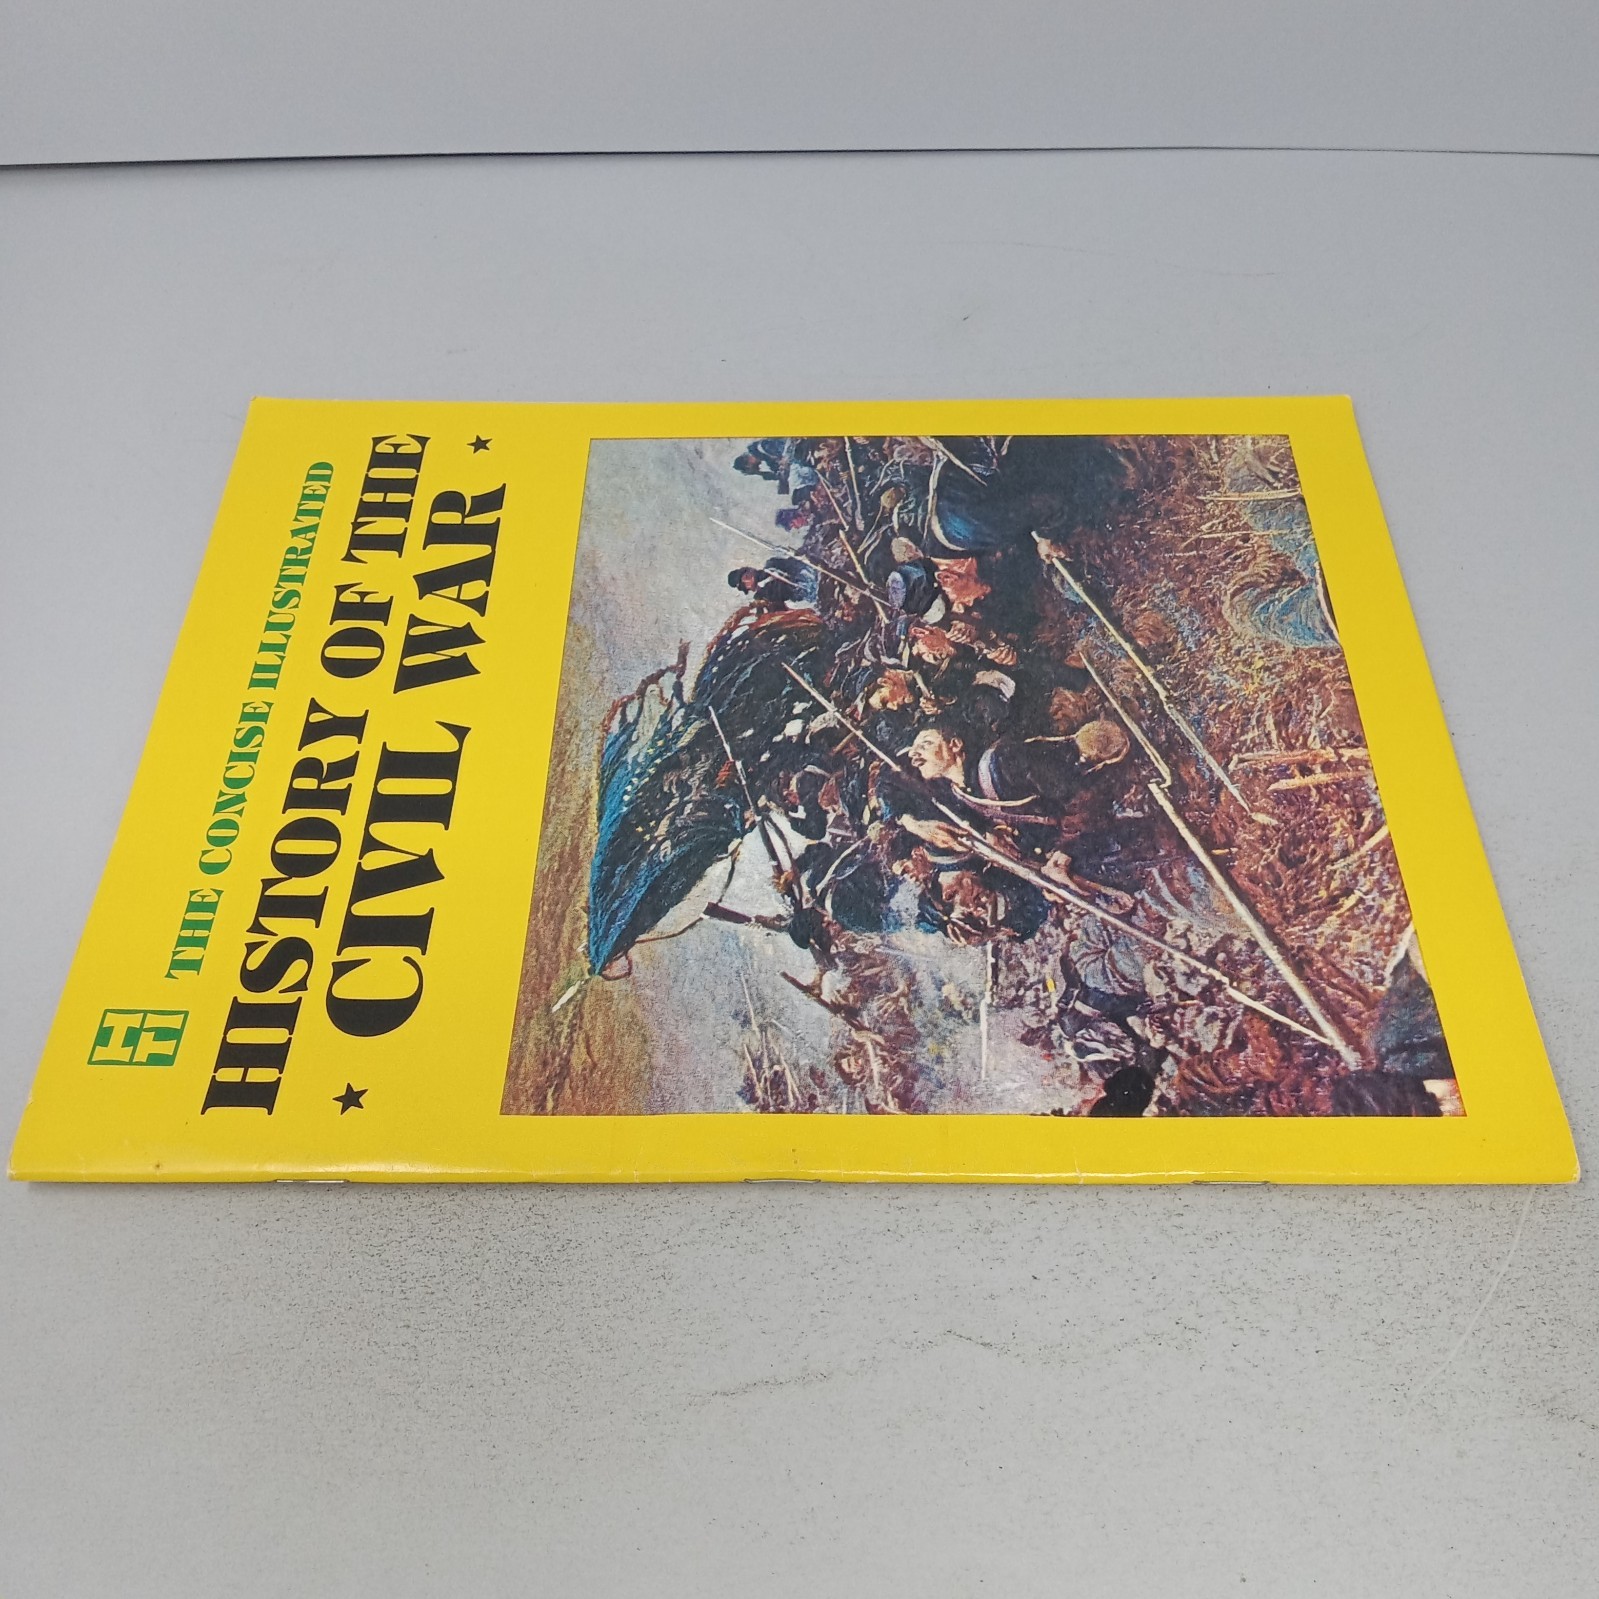 THE CONCISE ILLUSTRATED
HISTORY OF THE
CIVIL WAR